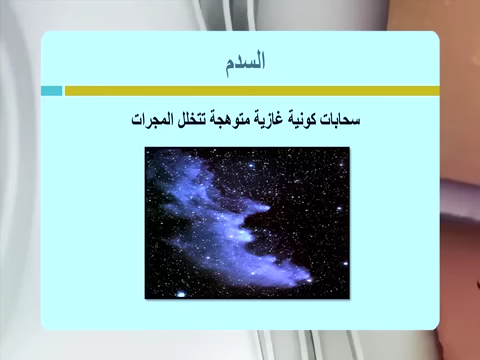 السدم
سحابات كونية غازية متوهجة تتخلل المجرات